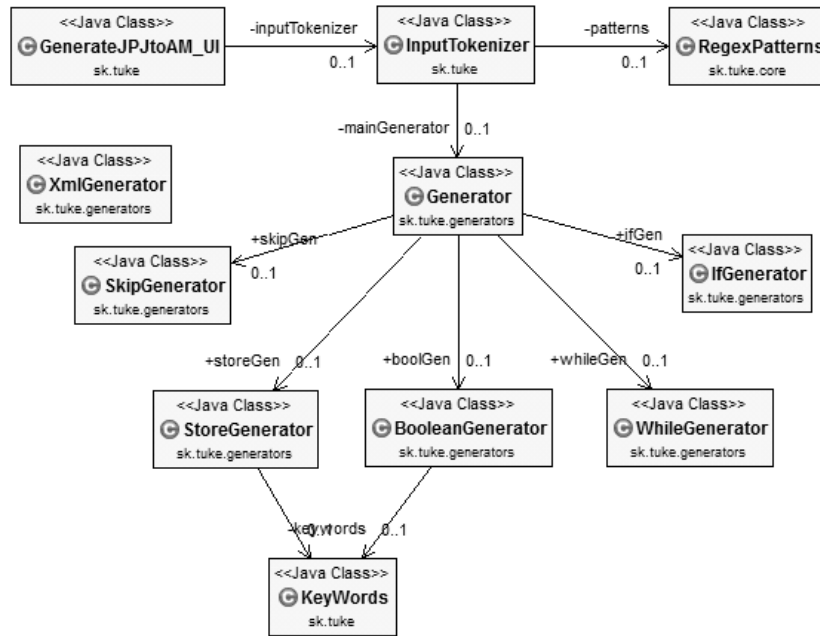 <<Java Class>>
GenerateJPJtoAM_UI
sk.tuke
-inputTokenizer
0..1
<<Java Class>>
InputTokenizer
sk.tuke
-patterns
0..1
<<Java Class>>
RegexPatterns
sk.tuke.core
-mainGenerator
0..1
<<Java Class>>
XmlGenerator
sk.tuke.generators
<<Java Class>>
Generator
sk.tuke.generators
+skipGen
0..1
+ifGen
0..1
<<Java Class>>
SkipGenerator
sk.tuke.generators
<<Java Class>>
IfGenerator
sk.tuke.generators
+storeGen
0..1
+boolGen
0..1
+whileGen
0..1
<<Java Class>>
StoreGenerator
sk.tuke.generators
<<Java Class>>
BooleanGenerator
sk.tuke.generators
<<Java Class>>
WhileGenerator
sk.tuke.generators
-keywords
0..1
0..1
<<Java Class>>
KeyWords
sk.tuke